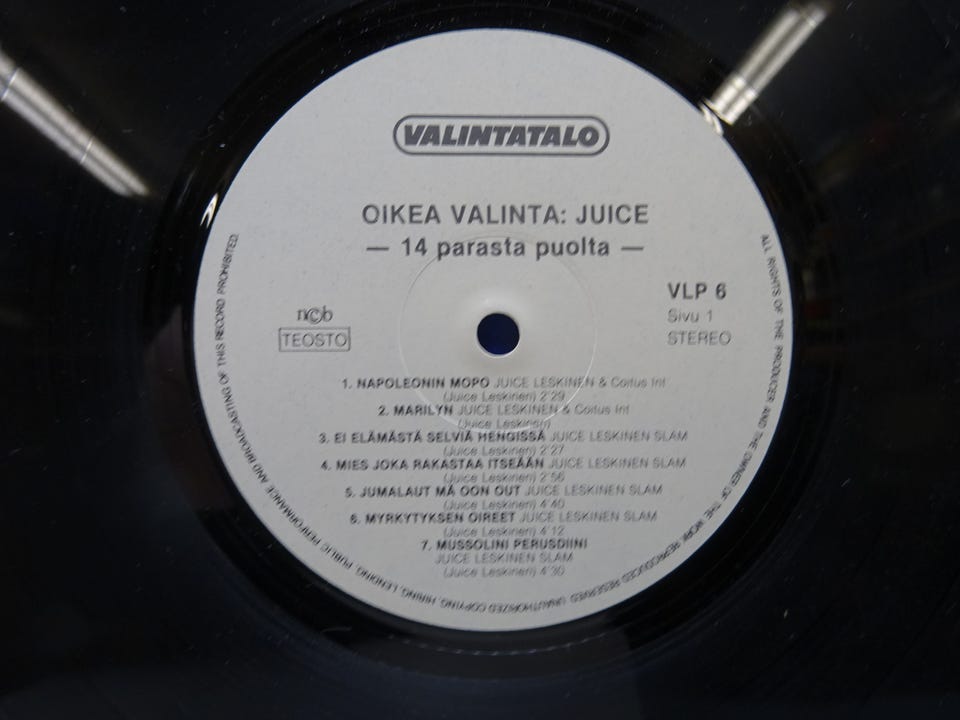 VALINTATALO
OIKEA VALINTA: JUICE
— 14 parasta puolta —
VLP 6
Sivu 1
STEREO
ncb
TEOSTO
1. NAPOLEONIN MOPO JUICE LESKINEN & Coitus Int
(Juice Leskinen) 2'29
2. MARILYN JUICE LESKINEN & Coitus Int
(Juice Leskinen)
3. EI ELÄMÄSTÄ SELVIÄ HENGISSÄ JUICE LESKINEN SLAM
(Juice Leskinen) 2'27
4. MIES JOKA RAKASTAA ITSEÄÄN JUICE LESKINEN SLAM
(Juice Leskinen) 2'56
5. JUMALAUT MÄ OON OUT JUICE LESKINEN SLAM
(Juice Leskinen) 4'40
6. MYRKYTYKSEN OIREET JUICE LESKINEN SLAM
(Juice Leskinen) 4'12
7. MUSSOLINI PERUSDIINI
JUICE LESKINEN SLAM
(Juice Leskinen) 4'30
ALL RIGHTS OF THE PRODUCER AND THE OWNER OF THE WORK REPRODUCED RESERVED. UNAUTHORIZED COPYING, HIRING, LENDING, PUBLIC PERFORMANCE AND BROADCASTING OF THIS RECORD PROHIBITED.